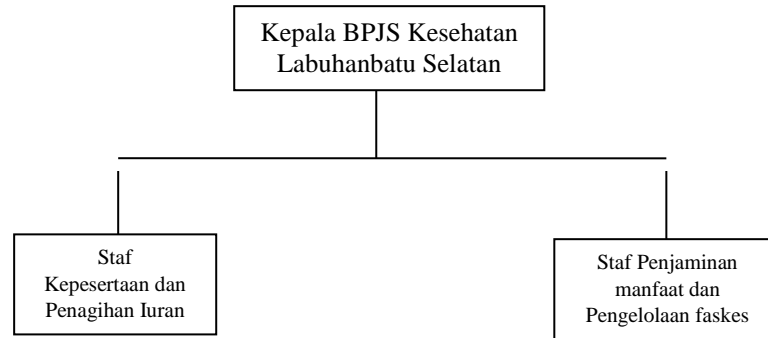 Kepala BPJS Kesehatan
Labuhanbatu Selatan
Staf
Kepesertaan dan
Penagihan Iuran
Staf Penjaminan
manfaat dan
Pengelolaan faskes